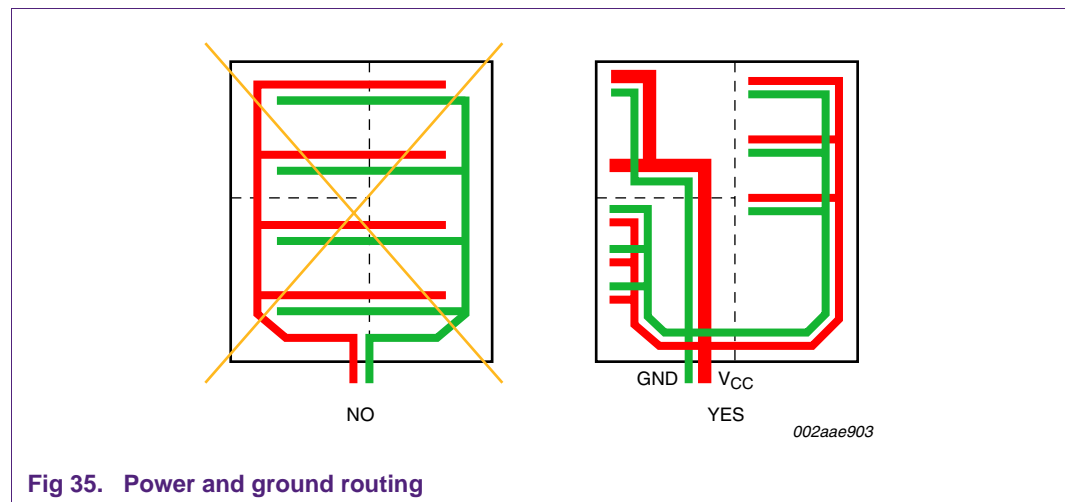 GND
VCC
NO
YES
002aae903
Fig 35. Power and ground routing